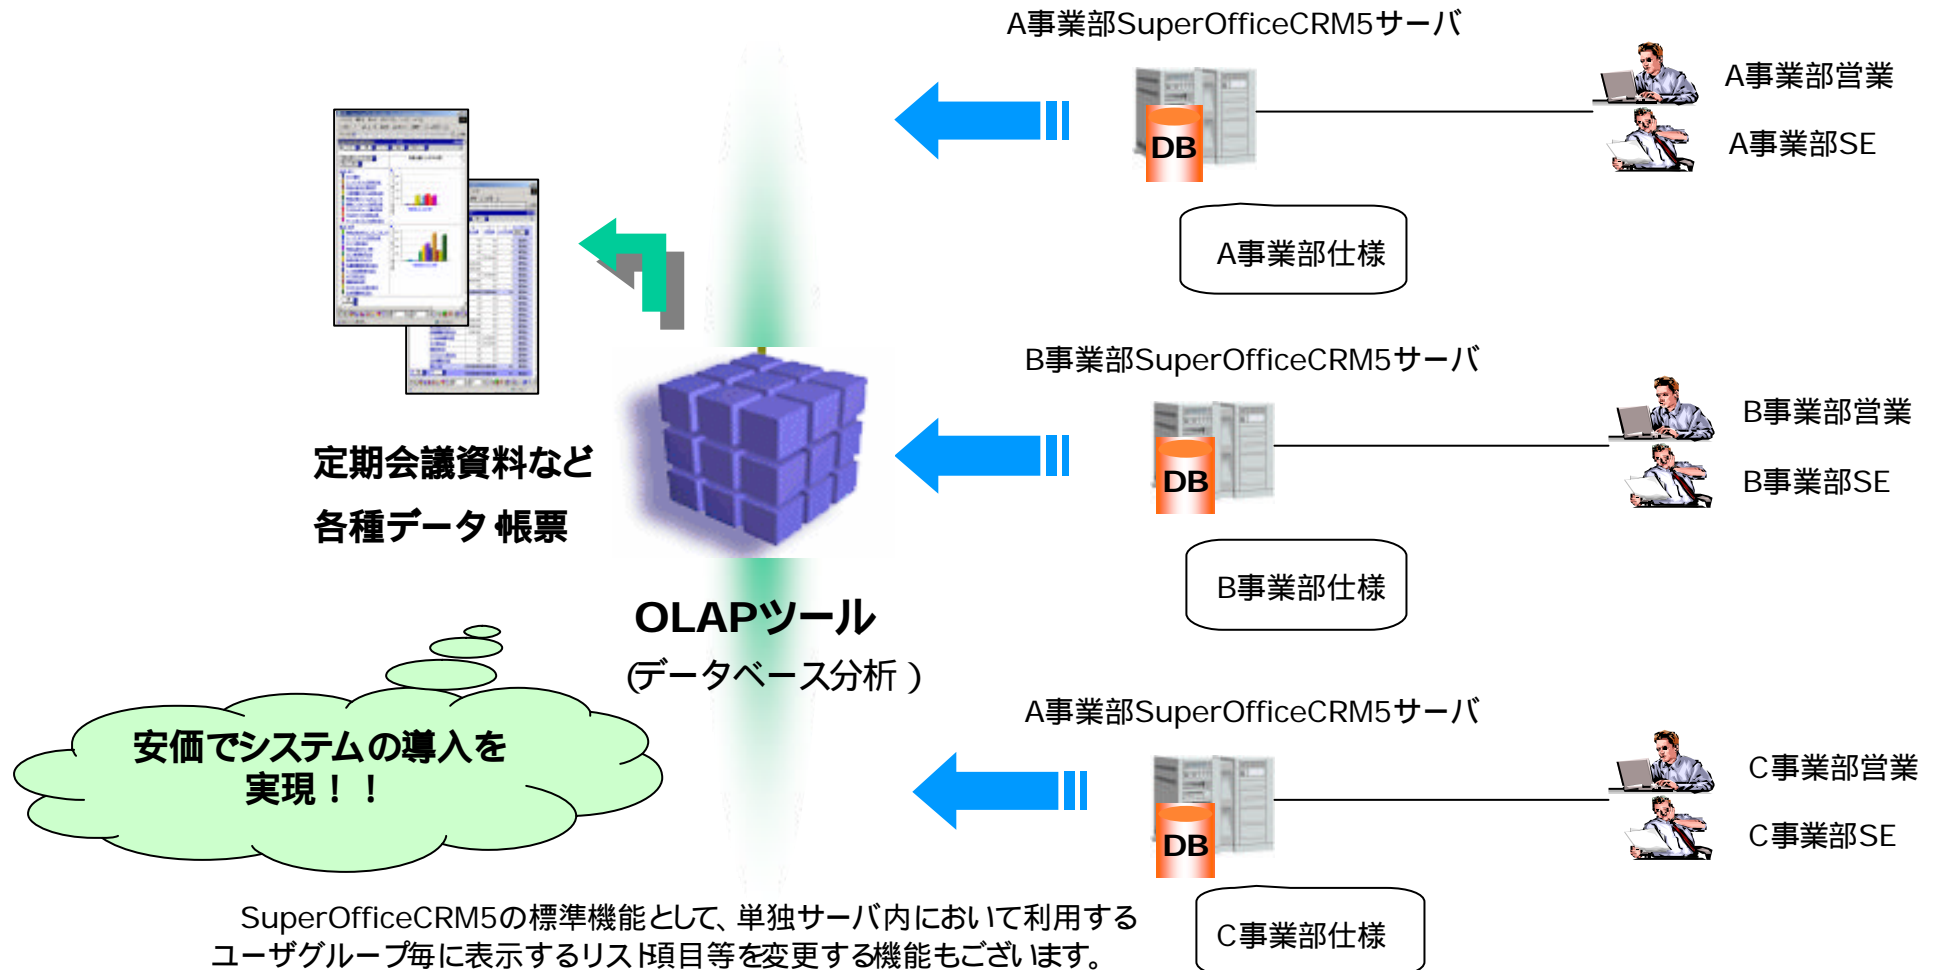 A事業部SuperOfficeCRM5サーバ
A事業部営業
DB
A事業部SE
A事業部仕様
B事業部SuperOfficeCRM5サーバ
B事業部営業
定期会議資料など
DB
B事業部SE
各種データ 帳票
B事業部仕様
OLAPツール
(データベース分析 )
A事業部SuperOfficeCRM5サーバ
安価でシステムの導入を
実現！！
C事業部営業
DB
C事業部SE
SuperOfficeCRM5の標準機能として、単独サーバ内において利用する
ユーザグループ毎に表示するリスト項目等を変更する機能もございます。
C事業部仕様